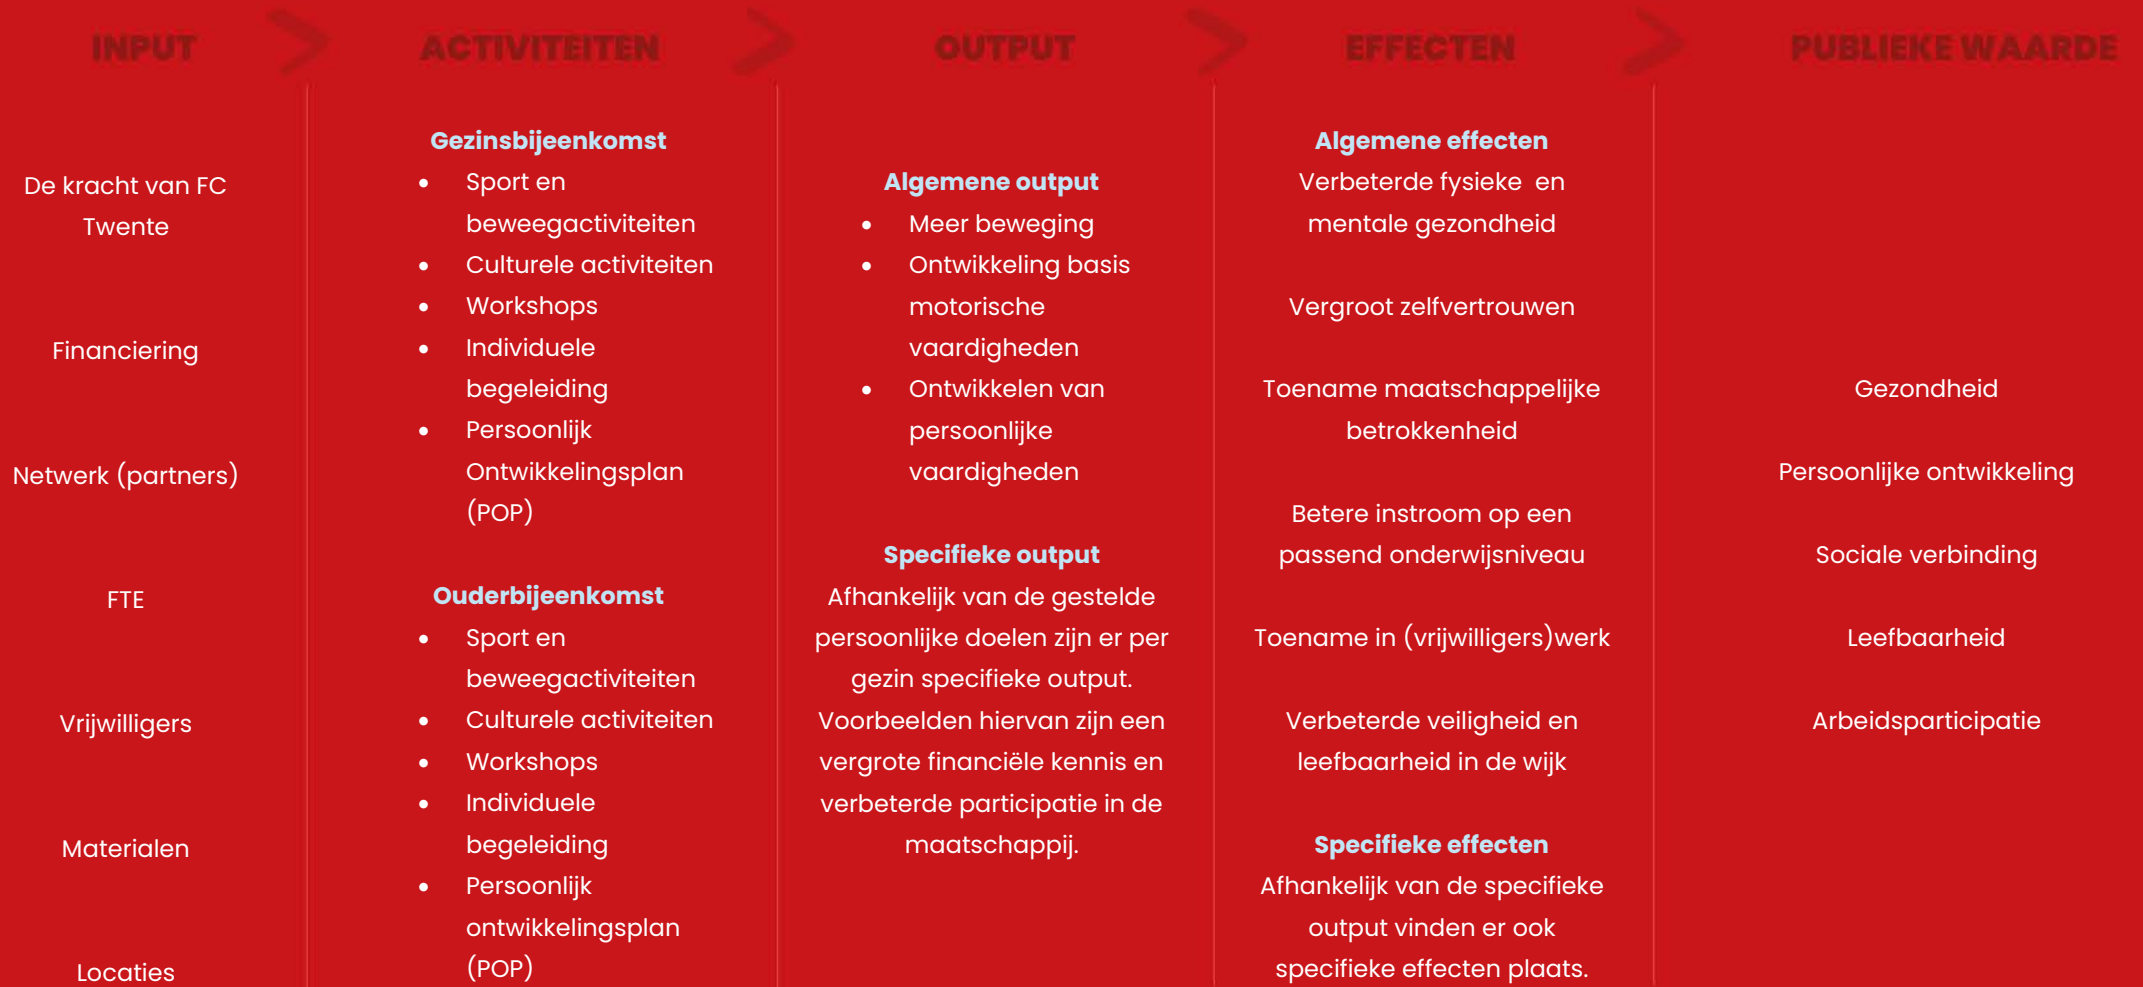 INPUT
De kracht van FC
Twente
Financiering
Netwerk (partners)
FTE
Vrijwilligers
Materialen
Locaties
ACTIVITEITEN
Gezinsbijeenkomst
• Sport en
beweegactiviteiten
• Culturele activiteiten
• Workshops
• Individuele
begeleiding
• Persoonlijk
Ontwikkelingsplan
(POP)
Ouderbijeenkomst
• Sport en
beweegactiviteiten
• Culturele activiteiten
• Workshops
• Individuele
begeleiding
• Persoonlijk
ontwikkelingsplan
(POP)
OUTPUT
Algemene output
• Meer beweging
• Ontwikkeling basis
motorische
vaardigheden
• Ontwikkelen van
persoonlijke
vaardigheden
Specifieke output
Afhankelijk van de gestelde
persoonlijke doelen zijn er per
gezin specifieke output.
Voorbeelden hiervan zijn een
vergrote financiële kennis en
verbeterde participatie in de
maatschappij.
EFFECTEN
Algemene effecten
Verbeterde fysieke en
mentale gezondheid
Vergroot zelfvertrouwen
Toename maatschappelijke
betrokkenheid
Betere instroom op een
passend onderwijsniveau
Toename in (vrijwilligers)werk
Verbeterde veiligheid en
leefbaarheid in de wijk
Specifieke effecten
Afhankelijk van de specifieke
output vinden er ook
specifieke effecten plaats.
PUBLIEKE WAARDE
Gezondheid
Persoonlijke ontwikkeling
Sociale verbinding
Leefbaarheid
Arbeidsparticipatie